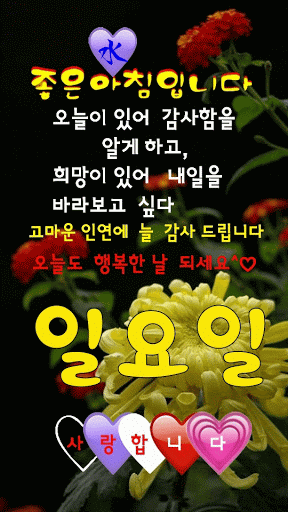 水
좋은아침입니다
오늘이 있어 감사함을
알게 하고,
희망이 있어 내일을
바라보고 싶다
고마운 인연에 늘 감사 드립니다
오늘도 행복한 날 되세요^♡
일요일
사랑합니다